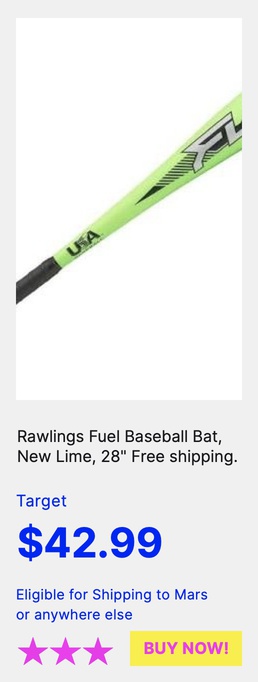 FU
USA
Rawlings Fuel Baseball Bat,
New Lime, 28" Free shipping.
Target
$42.99
Eligible for Shipping to Mars
or anywhere else
BUY NOW!